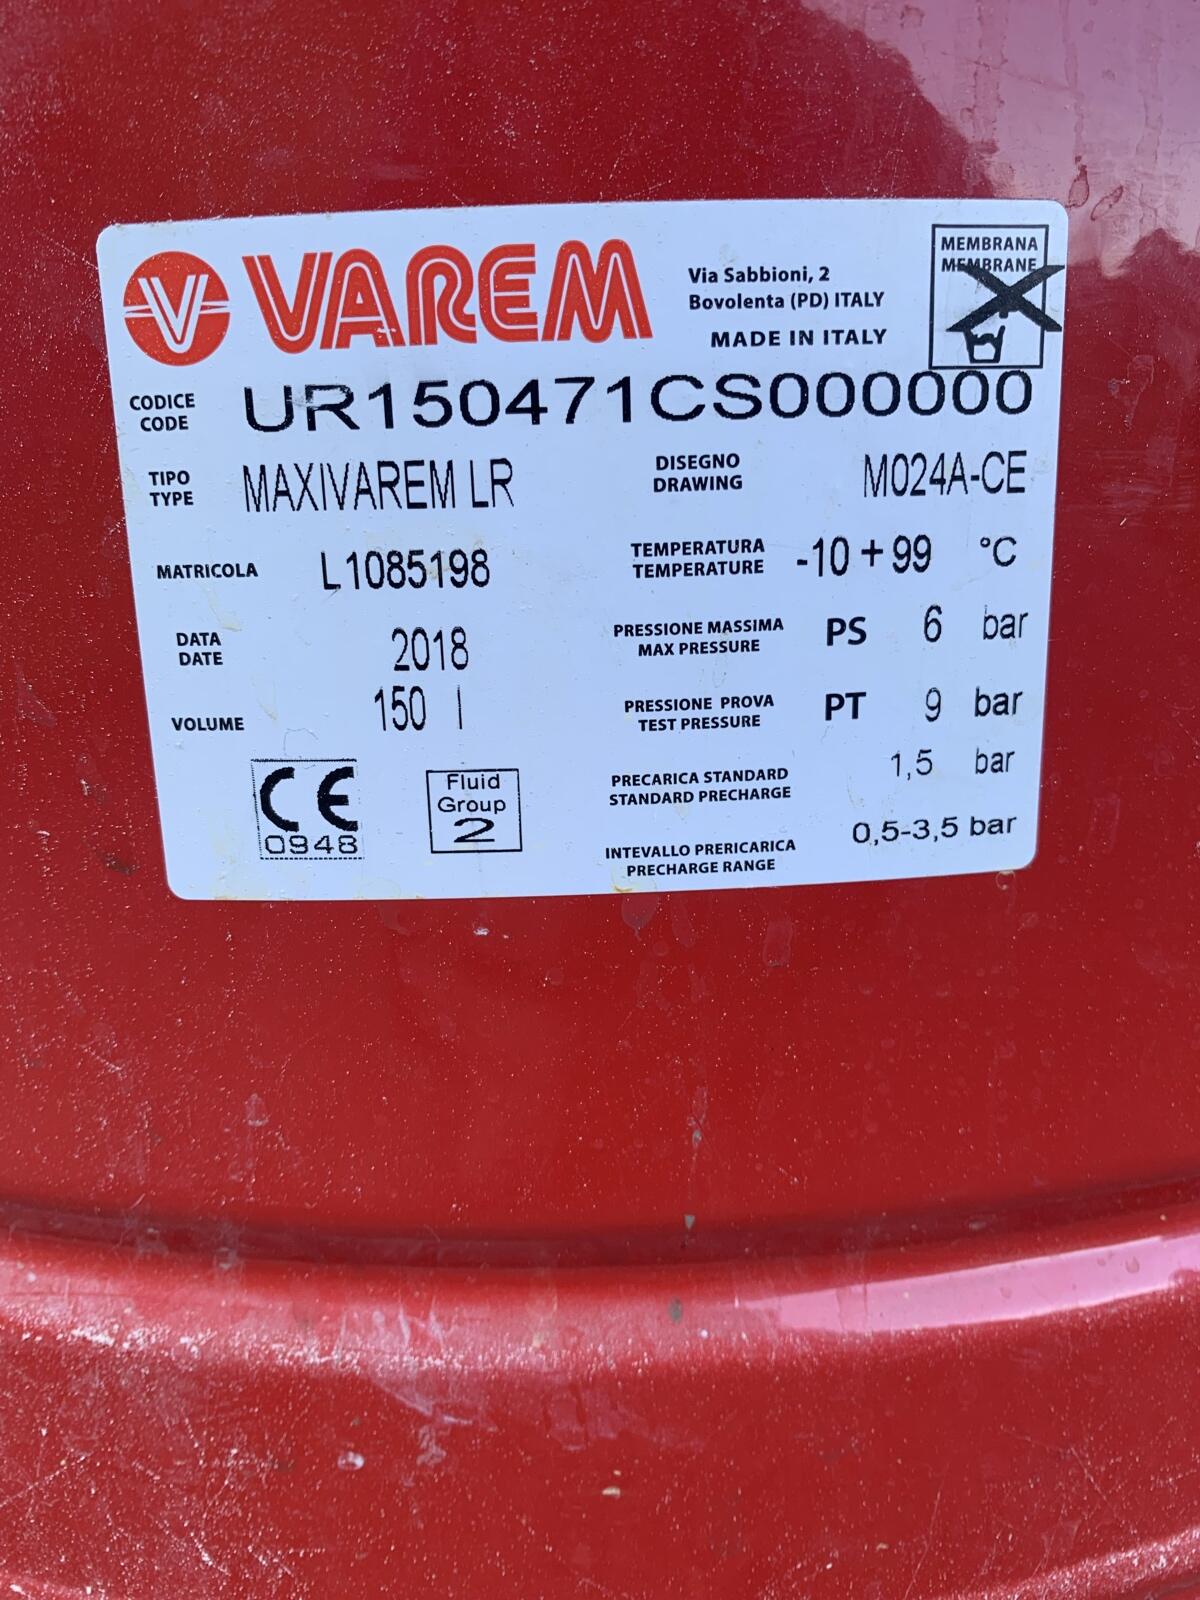 V VAREM
Via Sabbioni, 2
Bovolenta (PD) ITALY
MADE IN ITALY
MEMBRANA
MEMBRANE
CODICE
CODE
UR150471CS000000
TIPO
TYPE
MAXIVAREM LR
DISEGNO
DRAWING
M024A-CE
MATRICOLA L1085198
TEMPERATURA
TEMPERATURE
-10 + 99 °C
DATA
DATE
2018
PRESSIONE MASSIMA
MAX PRESSURE
PS 6 bar
VOLUME 150 l
PRESSIONE PROVA
TEST PRESSURE
PT 9 bar
CE
0948
Fluid
Group
2
PRECARICA STANDARD
STANDARD PRECHARGE
1,5 bar
INTEVALLO PRERICARICA
PRECHARGE RANGE
0,5-3,5 bar